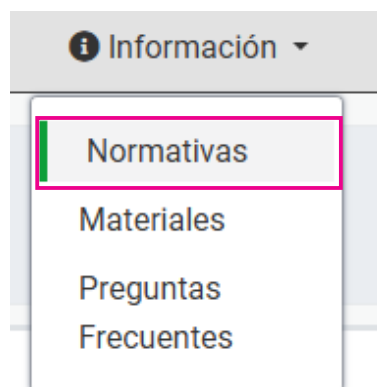 Información
Normativas
Materiales
Preguntas
Frecuentes